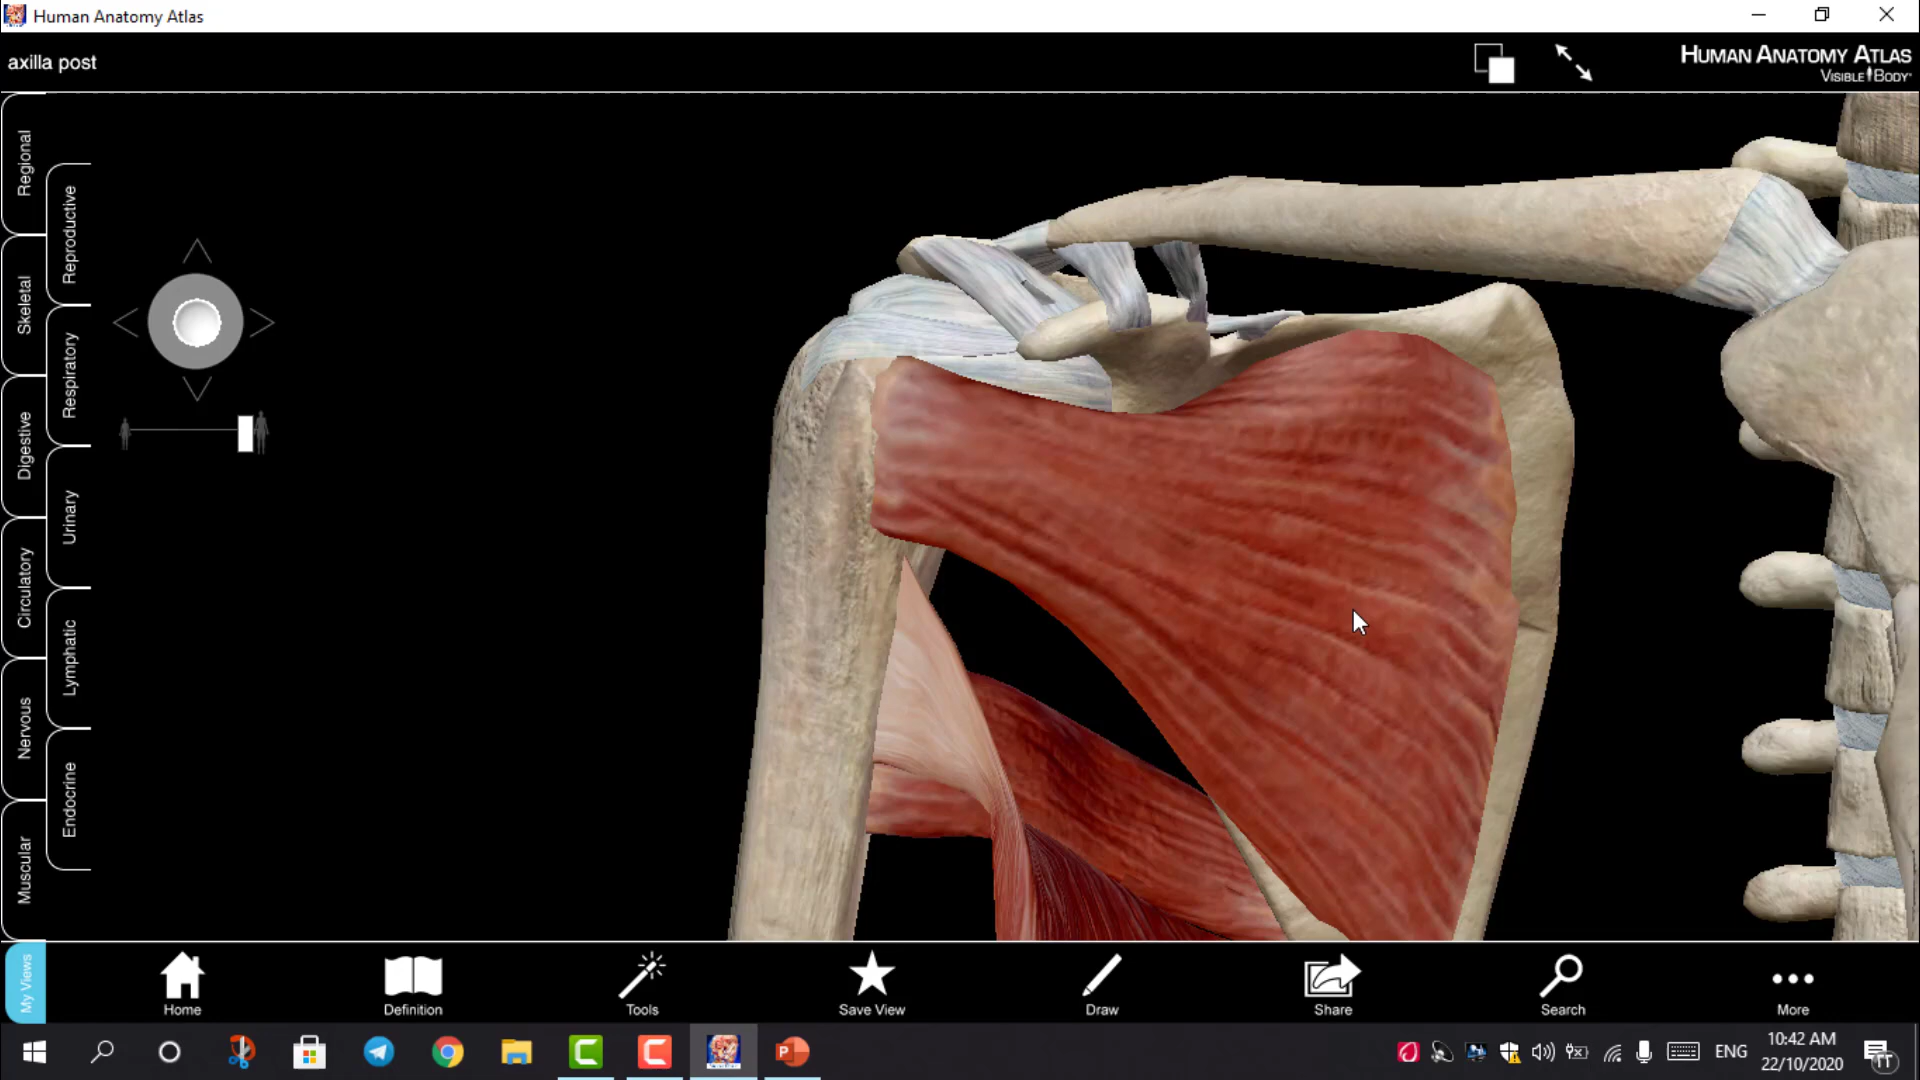 Human Anatomy Atlas
axilla post
HUMAN ANATOMY ATLAS
VISIBLE BODY
Regional
Skeletal
Digestive
Circulatory
Nervous
Muscular
Reproductive
Respiratory
Urinary
Lymphatic
Endocrine
My Views
Home
Definition
Tools
Save View
Draw
Share
Search
More
ENG
10:42 AM
22/10/2020